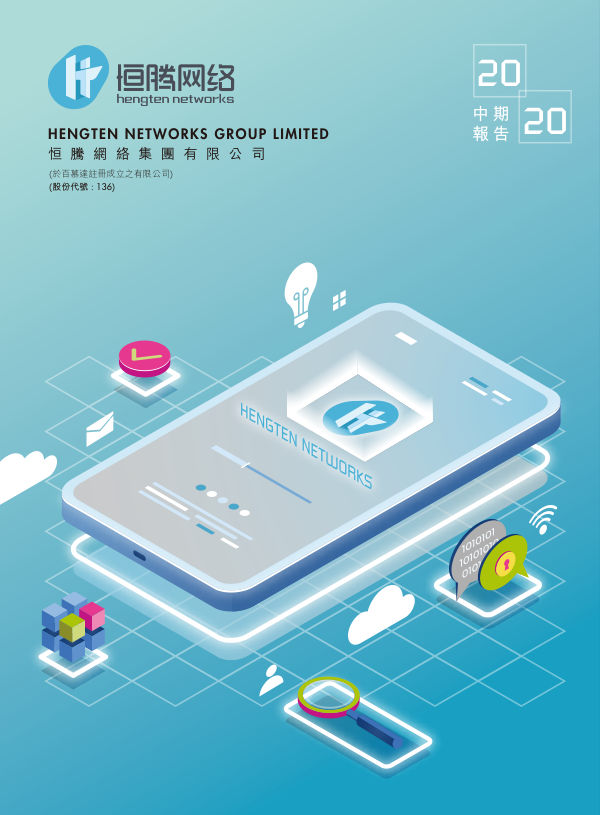 恒腾网络
hengten networks
HENGTEN NETWORKS GROUP LIMITED
恒騰網絡集團有限公司
(於百慕達註冊成立之有限公司)
(股份代號 : 136)
20
中期
報告
20
HENGTEN NETWORKS
1010101
1010101